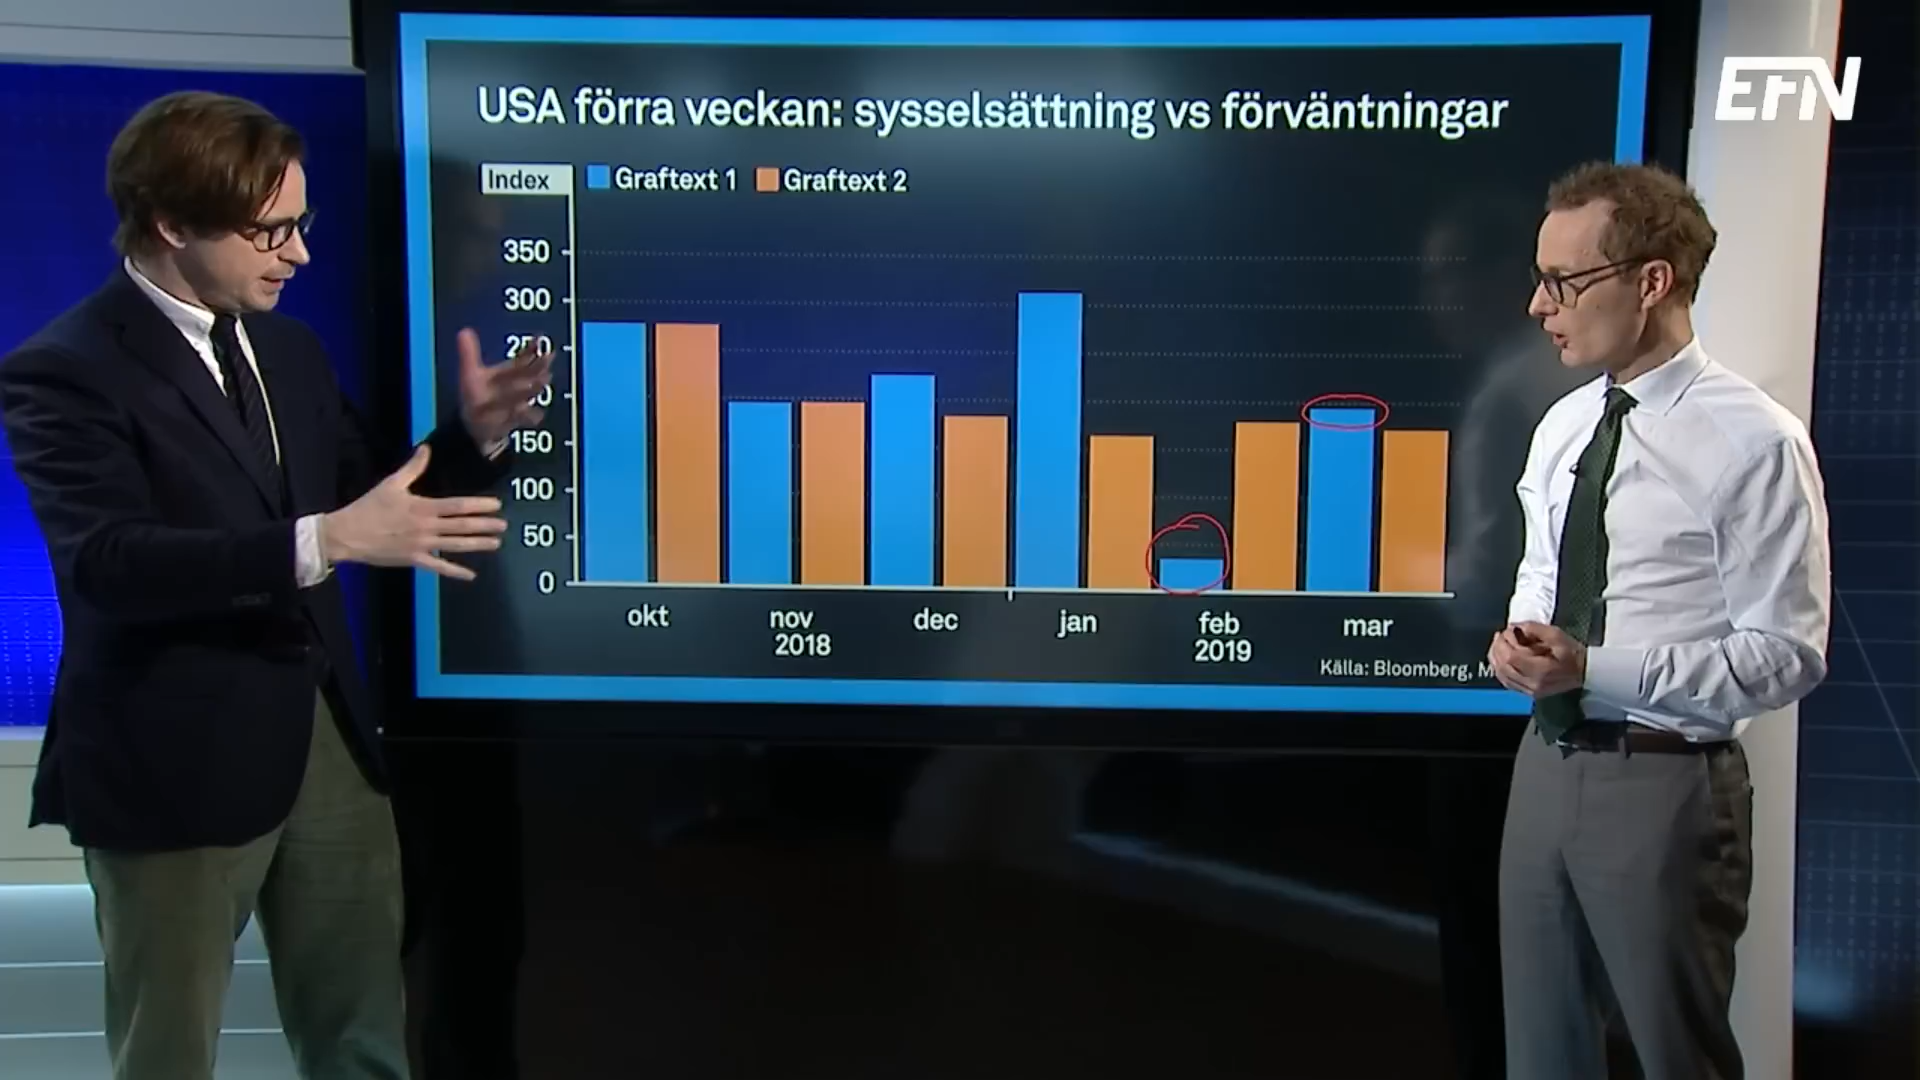 EFN
USA förra veckan: sysselsättning vs förväntningar
Index
Graftext 1
Graftext 2
350
300
250
150
100
50
0
okt
nov
dec
jan
feb
mar
2018
2019
Källa: Bloomberg,